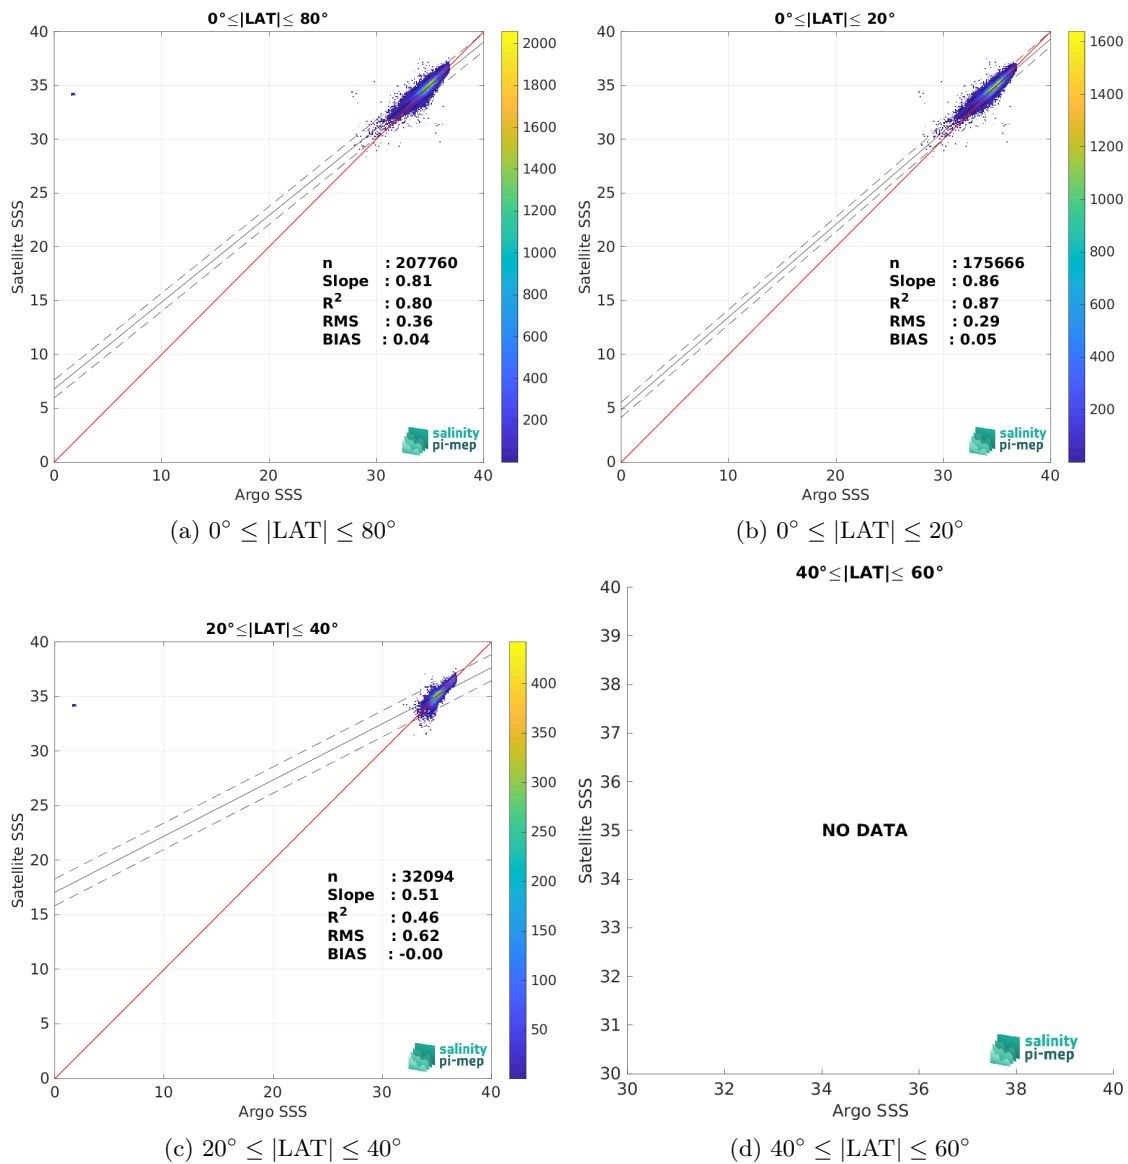 0°≤|LAT|≤ 80°
40
35
30
25
20
15
10
5
0
0
10
20
30
40
Satellite SSS
Argo SSS
n : 207760
Slope : 0.81
R² : 0.80
RMS : 0.36
BIAS : 0.04
salinity
pi-mep
2000
1800
1600
1400
1200
1000
800
600
400
200
(a) 0° ≤ |LAT| ≤ 80°
0°≤|LAT|≤ 20°
40
35
30
25
20
15
10
5
0
0
10
20
30
40
Satellite SSS
Argo SSS
n : 175666
Slope : 0.86
R² : 0.87
RMS : 0.29
BIAS : 0.05
salinity
pi-mep
1600
1400
1200
1000
800
600
400
200
(b) 0° ≤ |LAT| ≤ 20°
20°≤|LAT|≤ 40°
40
35
30
25
20
15
10
5
0
0
10
20
30
40
Satellite SSS
Argo SSS
n : 32094
Slope : 0.51
R² : 0.46
RMS : 0.62
BIAS : -0.00
salinity
pi-mep
400
350
300
250
200
150
100
50
(c) 20° ≤ |LAT| ≤ 40°
40°≤|LAT|≤ 60°
40
39
38
37
36
35
34
33
32
31
30
30
32
34
36
38
40
Satellite SSS
Argo SSS
NO DATA
salinity
pi-mep
(d) 40° ≤ |LAT| ≤ 60°